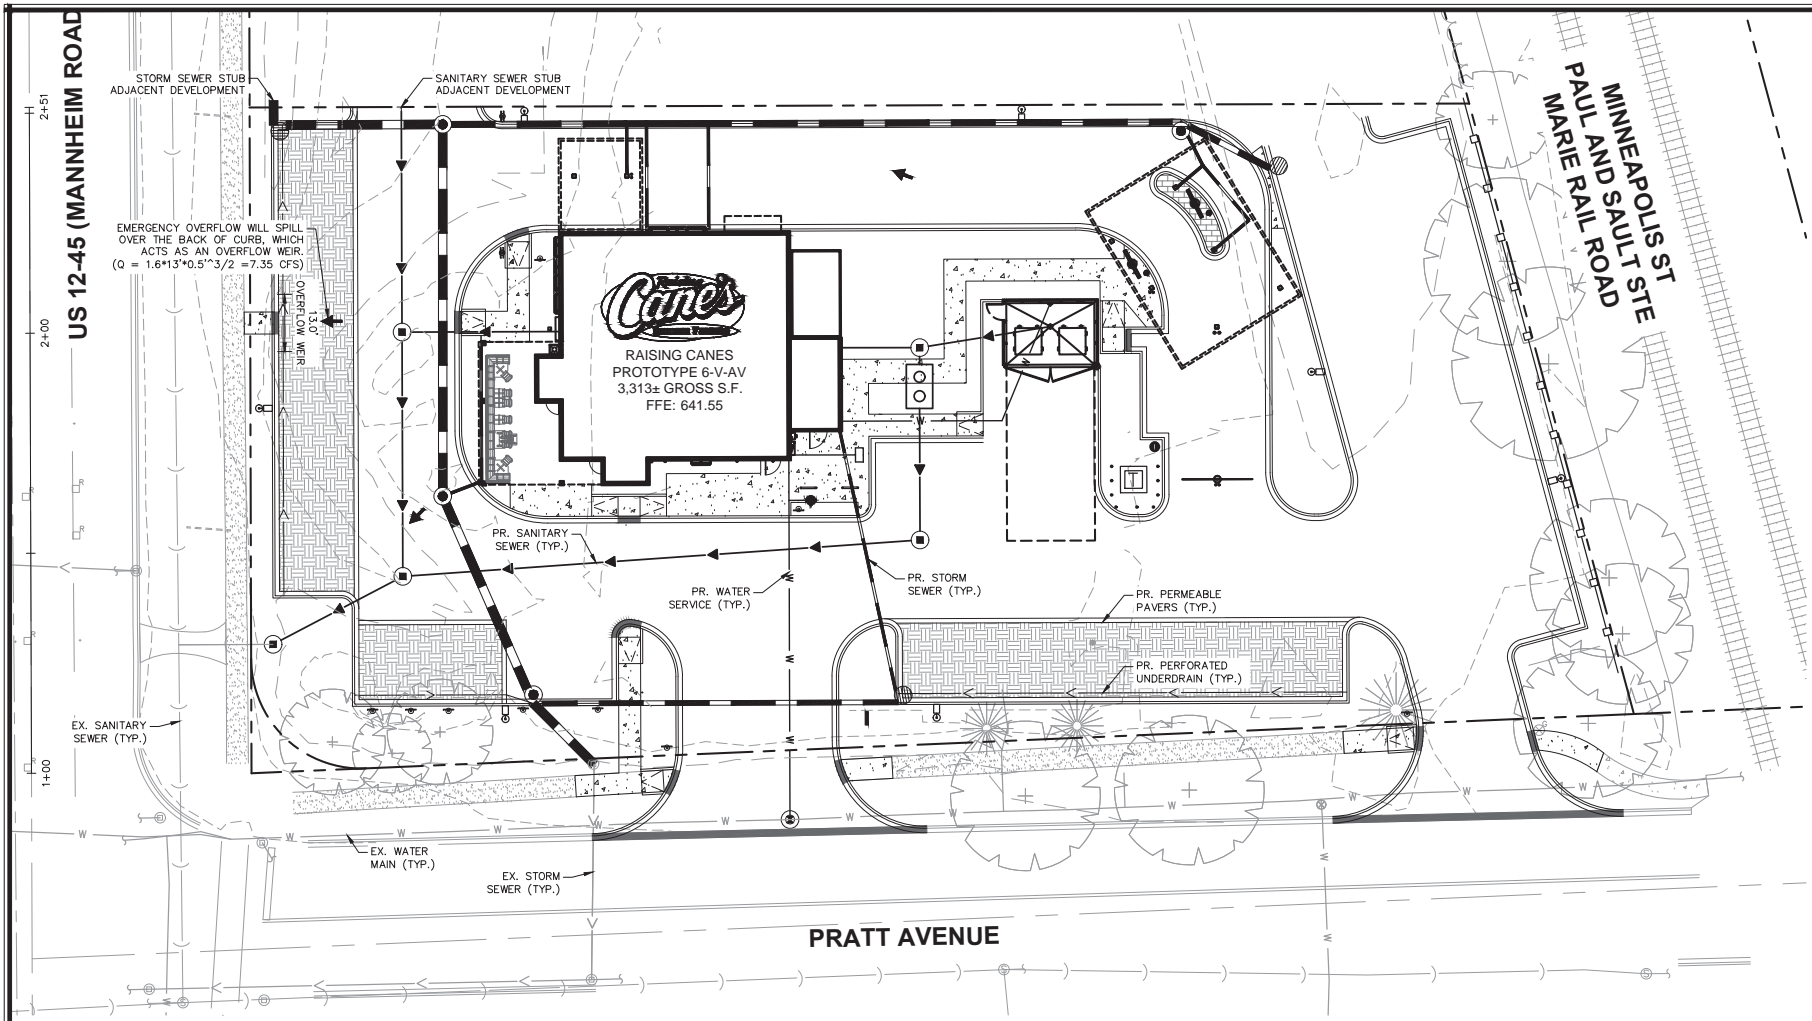 STORM SEWER STUB
ADJACENT DEVELOPMENT
SANITARY SEWER STUB
ADJACENT DEVELOPMENT
US 12-45 (MANNHEIM ROAD
2+51
2+00
1+00
EMERGENCY OVERFLOW WILL SPILL
OVER THE BACK OF CURB, WHICH
ACTS AS AN OVERFLOW WEIR.
(Q = 1.6*13'*0.5'^3/2 =7.35 CFS)
13.0'
OVERFLOW WEIR
MINNEAPOLIS ST
PAUL AND SAULT STE
MARIE RAIL ROAD
Raising
Cane's
RAISING CANES
PROTOTYPE 6-V-AV
3,313± GROSS S.F.
FFE: 641.55
PR. SANITARY
SEWER (TYP.)
PR. WATER
SERVICE (TYP.)
PR. STORM
SEWER (TYP.)
PR. PERMEABLE
PAVERS (TYP.)
PR. PERFORATED
UNDERDRAIN (TYP.)
EX. SANITARY
SEWER (TYP.)
EX. WATER
MAIN (TYP.)
EX. STORM
SEWER (TYP.)
PRATT AVENUE